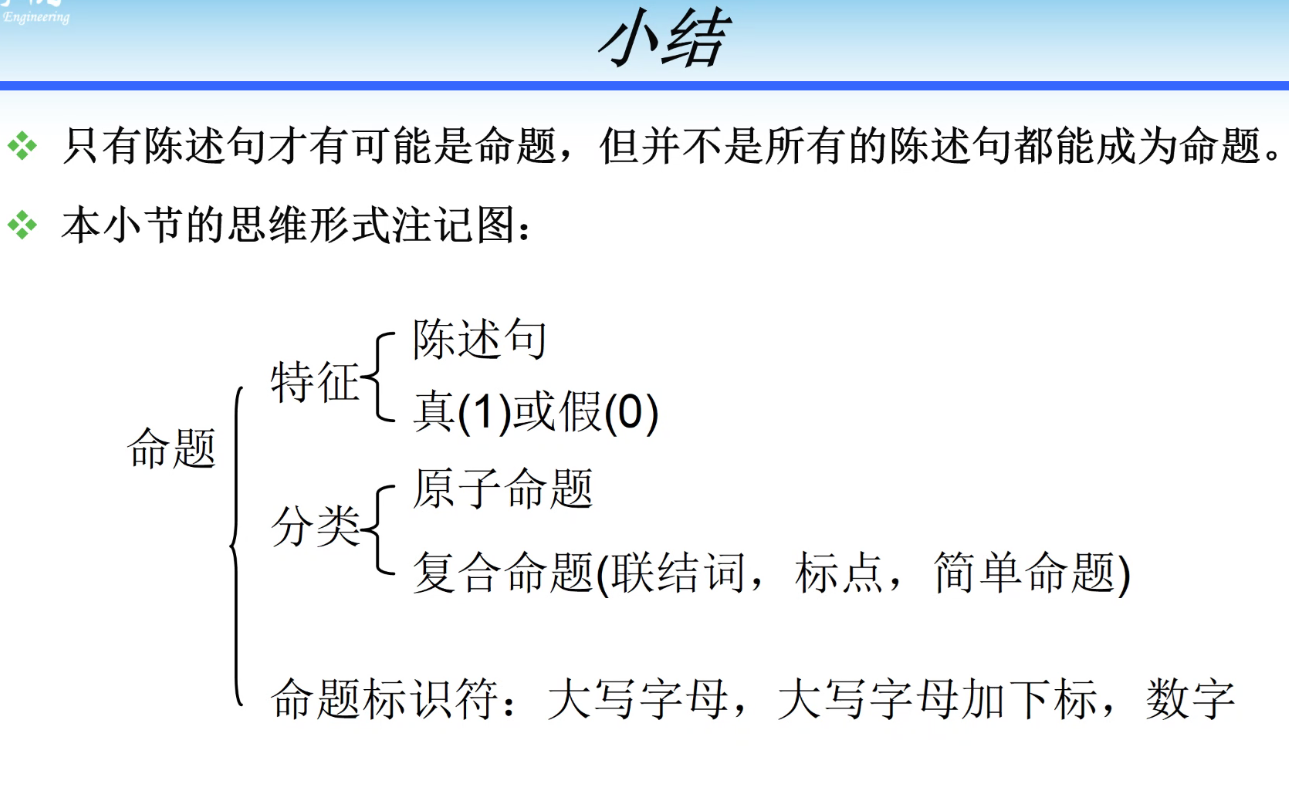 Engineering
小结
只有陈述句才有可能是命题，但并不是所有的陈述句都能成为命题。
本小节的思维形式注记图：
命题
特征
陈述句
真(1)或假(0)
分类
原子命题
复合命题(联结词，标点，简单命题)
命题标识符：大写字母，大写字母加下标，数字